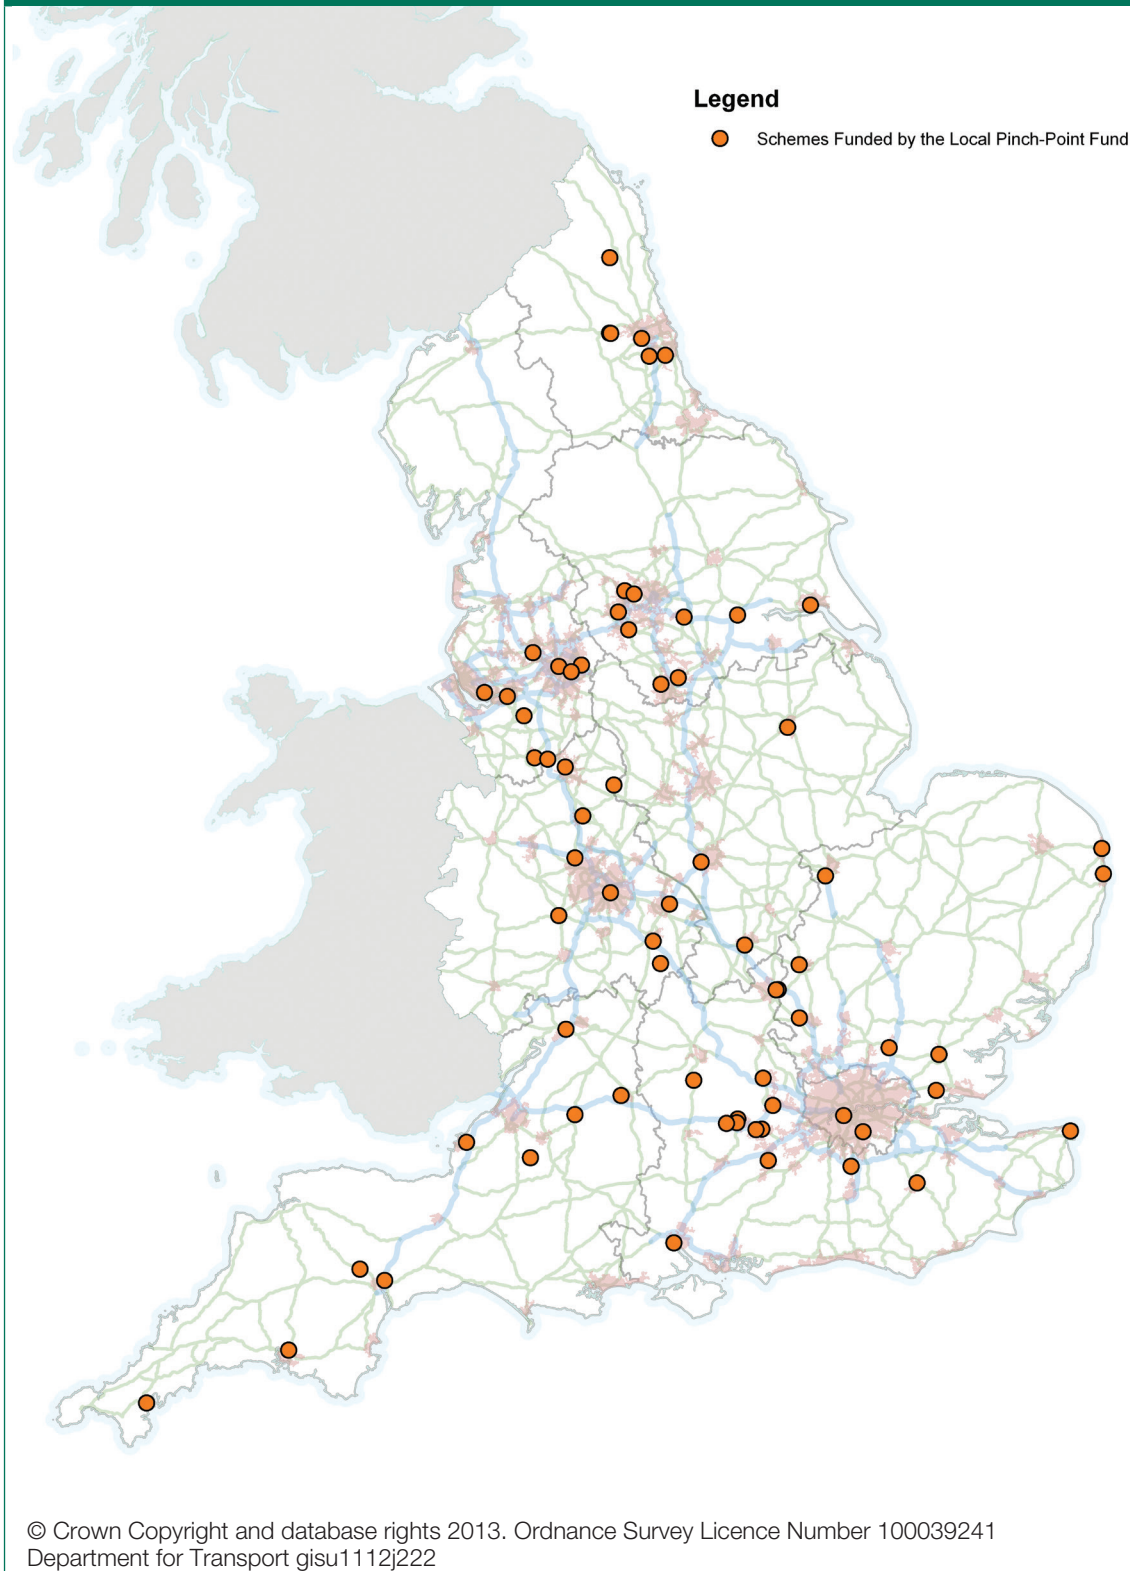 Legend
Schemes Funded by the Local Pinch-Point Fund
© Crown Copyright and database rights 2013. Ordnance Survey Licence Number 100039241
Department for Transport gisu1112j222